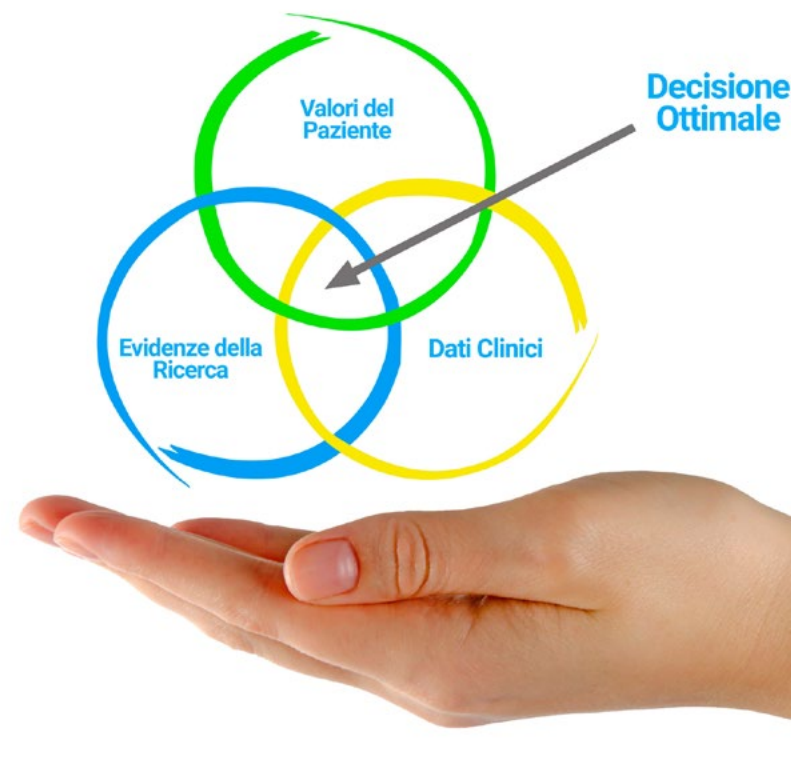 Valori del
Paziente
Decisione
Ottimale
Evidenze della
Ricerca
Dati Clinici